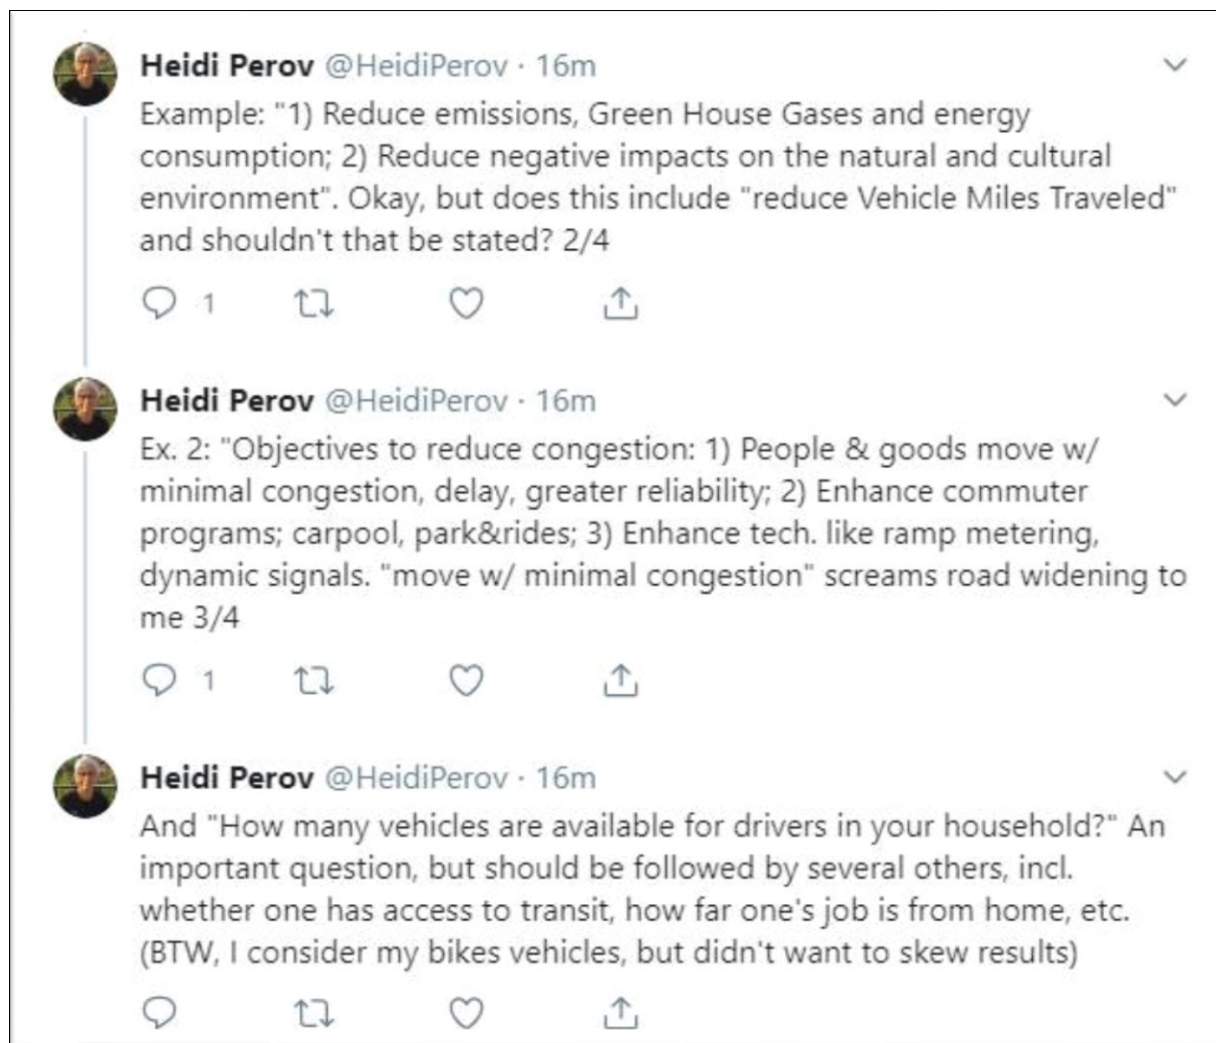 Heidi Perov @HeidiPerov · 16m
Example: "1) Reduce emissions, Green House Gases and energy
consumption; 2) Reduce negative impacts on the natural and cultural
environment". Okay, but does this include "reduce Vehicle Miles Traveled"
and shouldn't that be stated? 2/4
1
Heidi Perov @HeidiPerov · 16m
Ex. 2: "Objectives to reduce congestion: 1) People & goods move w/
minimal congestion, delay, greater reliability; 2) Enhance commuter
programs; carpool, park&rides; 3) Enhance tech. like ramp metering,
dynamic signals. "move w/ minimal congestion" screams road widening to
me 3/4
1
Heidi Perov @HeidiPerov · 16m
And "How many vehicles are available for drivers in your household?" An
important question, but should be followed by several others, incl.
whether one has access to transit, how far one's job is from home, etc.
(BTW, I consider my bikes vehicles, but didn't want to skew results)